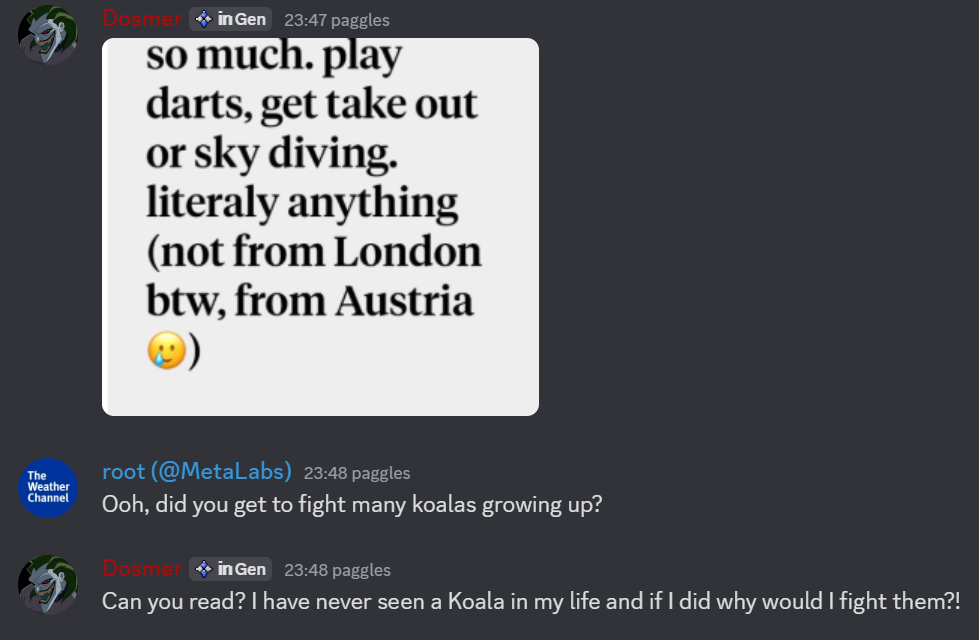 Dosmer inGen 23:47 paggles
so much. play
darts, get take out
or sky diving.
literaly anything
(not from London
btw, from Austria
🥲)
The
Weather
Channel
root (@MetaLabs) 23:48 paggles
Ooh, did you get to fight many koalas growing up?
Dosmer inGen 23:48 paggles
Can you read? I have never seen a Koala in my life and if I did why would I fight them?!